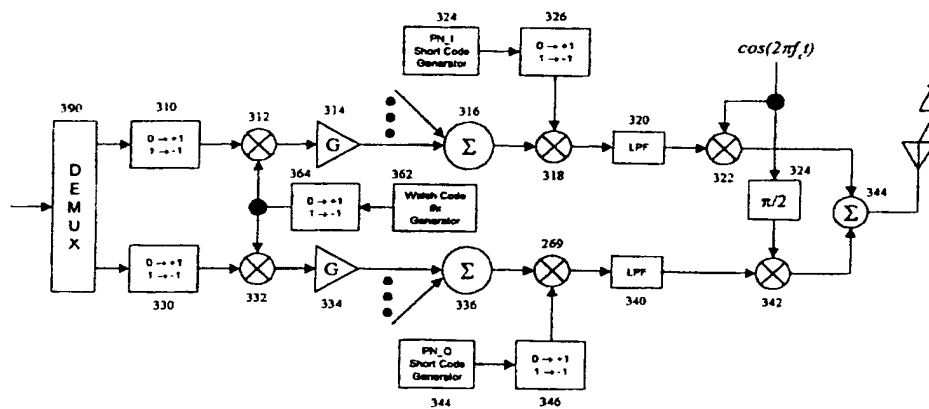 324
326
PN_I
Short Code
Generator
0 → +1
1 → -1
cos(2πf_c t)
390
310
312
314
316
320
DEMUX
0 → +1
1 → -1
G
Σ
318
LPF
322
324
364
362
0 → +1
1 → -1
Walsh Code
Generator
π/2
344
Σ
269
0 → +1
1 → -1
330
332
G
334
Σ
336
LPF
340
342
PN_Q
Short Code
Generator
0 → +1
1 → -1
344
346